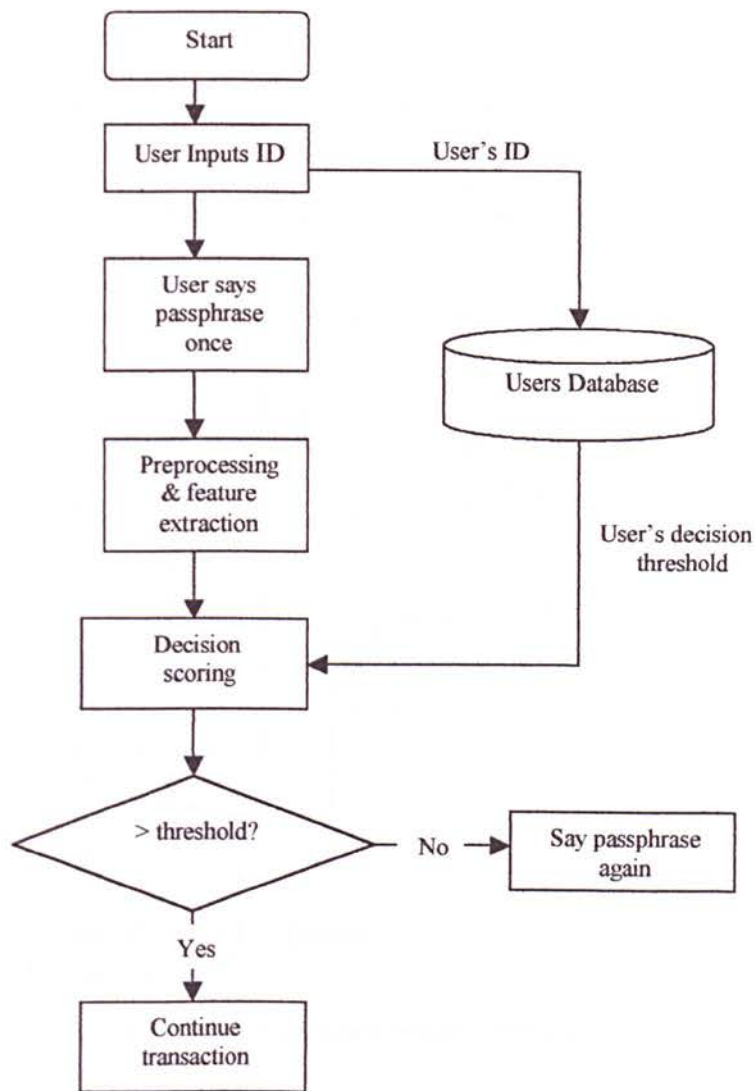 Start
User Inputs ID
User's ID
User says
passphrase
once
Users Database
Preprocessing
& feature
extraction
User's decision
threshold
Decision
scoring
> threshold?
No
Say passphrase
again
Yes
Continue
transaction